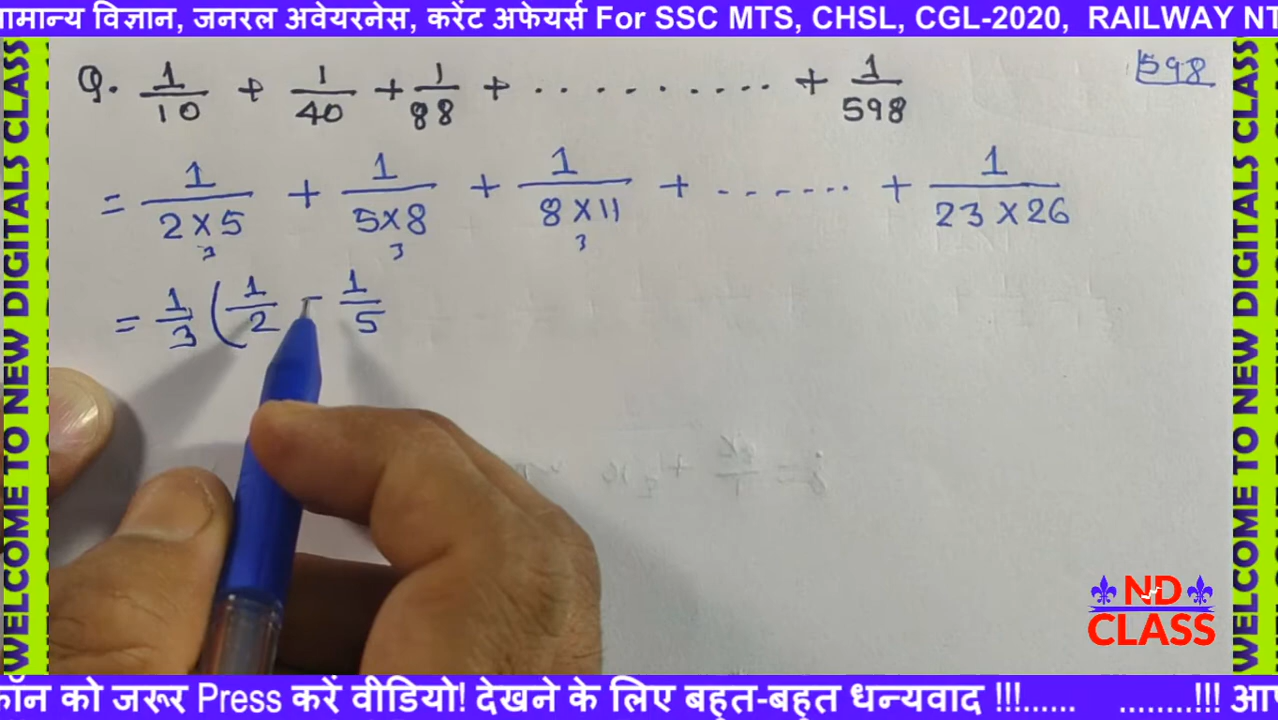 ामान्य विज्ञान, जनरल अवेयरनेस, करेंट अफेयर्स For SSC MTS, CHSL, CGL-2020, RAILWAY NT
Q. 1/10 + 1/40 + 1/88 + .......... + 1/598
598
= 1/2×5 + 1/5×8 + 1/8×11 + ....... + 1/23×26
3 3 3
= 1/3 (1/2 - 1/5
WELCOME TO NEW DIGITALS CLASS
WELCOME TO NEW DIGITALS CLASS
ND
CLASS
कॉन को जरूर Press करें वीडियो! देखने के लिए बहुत-बहुत धन्यवाद !!!...... ........!!! आप